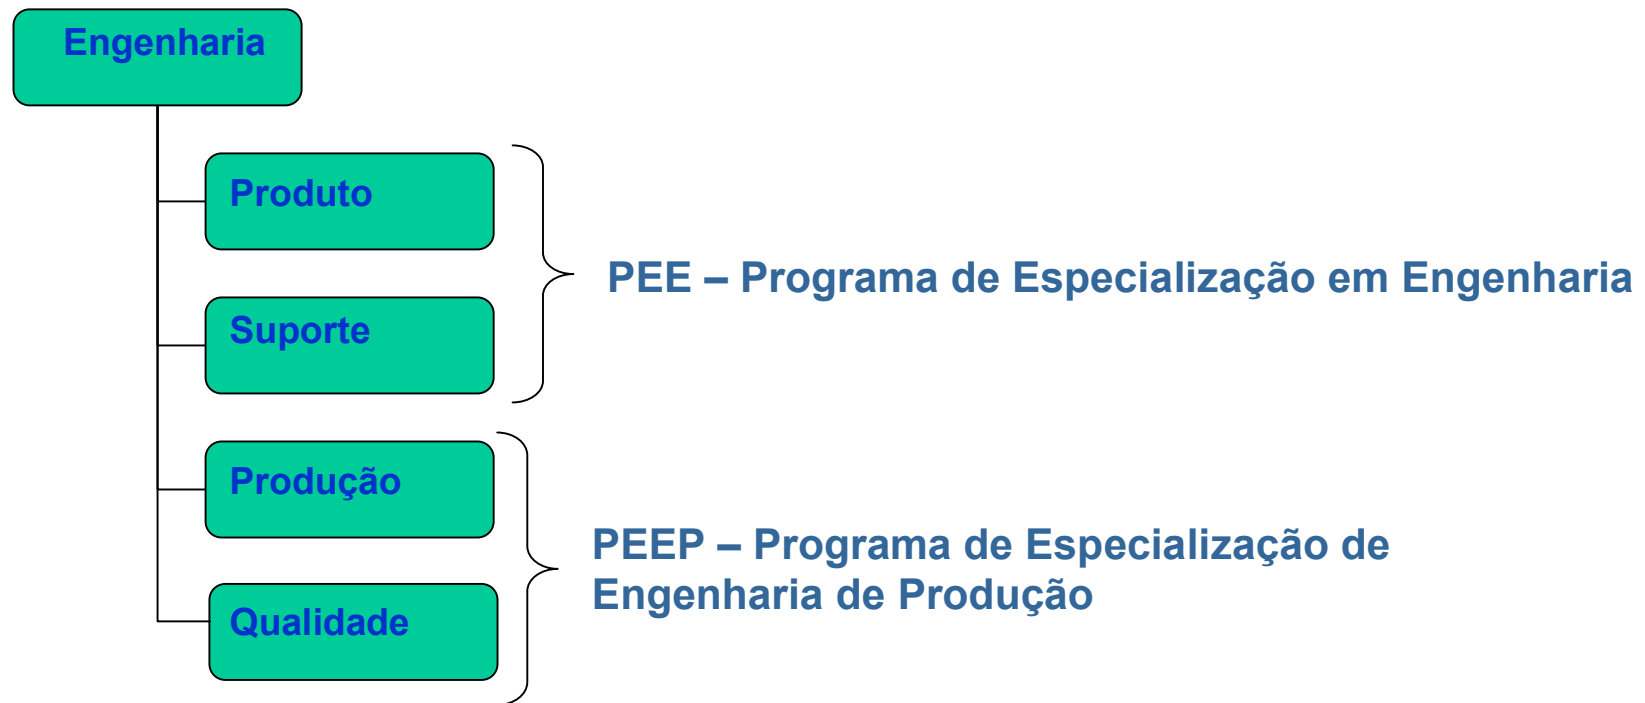 Engenharia
Produto
Suporte
PEE – Programa de Especialização em Engenharia
Produção
Qualidade
PEEP – Programa de Especialização de
Engenharia de Produção